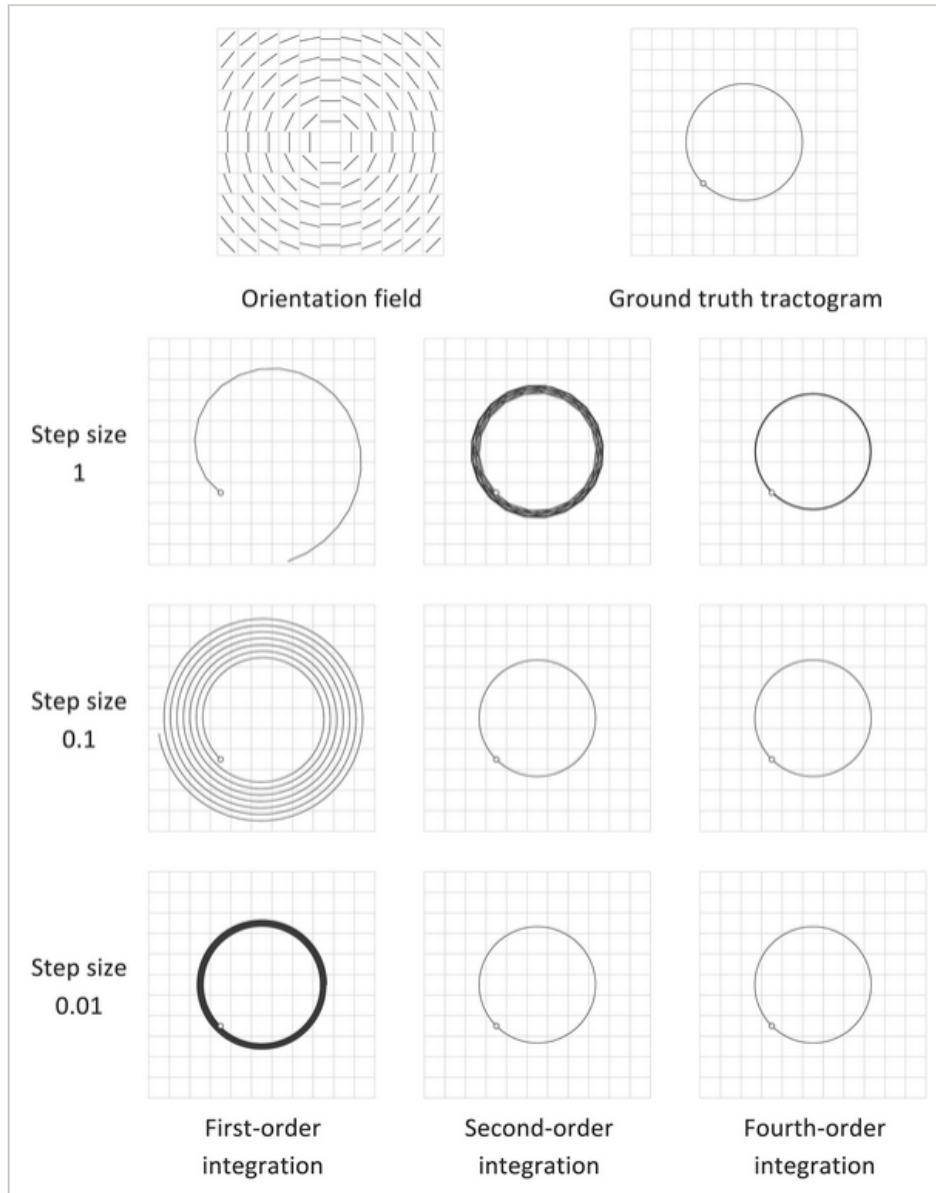 Orientation field
Ground truth tractogram
Step size
1
Step size
0.1
Step size
0.01
First-order
integration
Second-order
integration
Fourth-order
integration